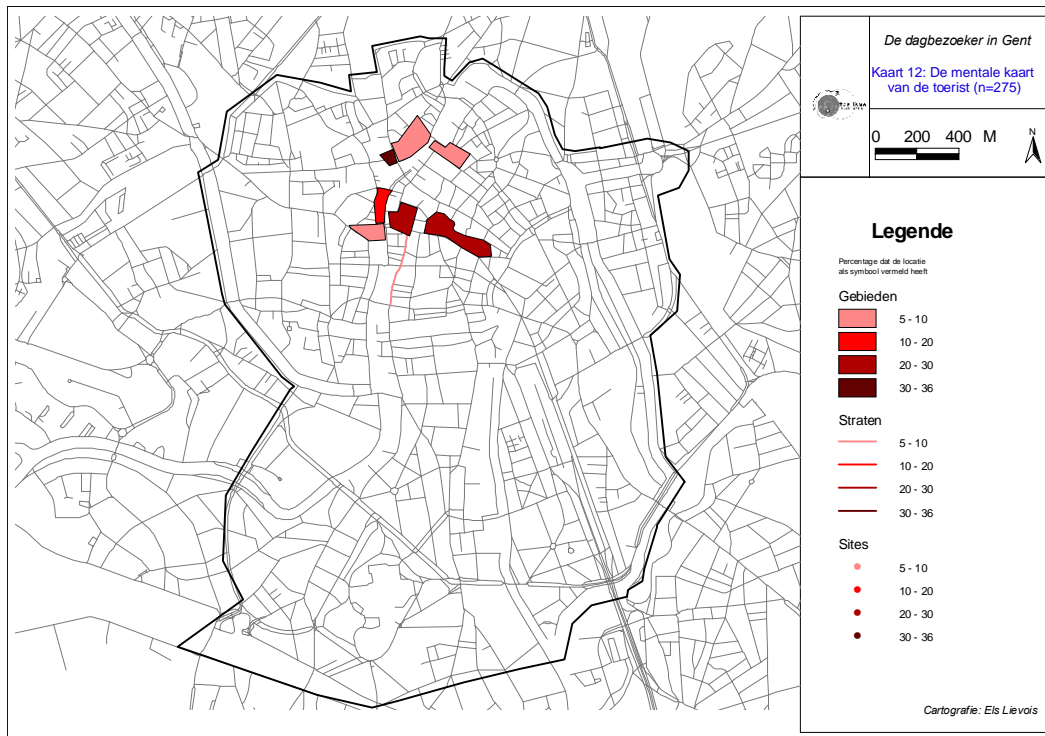 De dagbezoeker in Gent
Kaart 12: De mentale kaart
van de toerist (n=275)
0 200 400 M
N
Legende
Percentage dat de locatie
als symbool vermeld heeft
Gebieden
5 - 10
10 - 20
20 - 30
30 - 36
Straten
5 - 10
10 - 20
20 - 30
30 - 36
Sites
5 - 10
10 - 20
20 - 30
30 - 36
Cartografie: Els Lievois